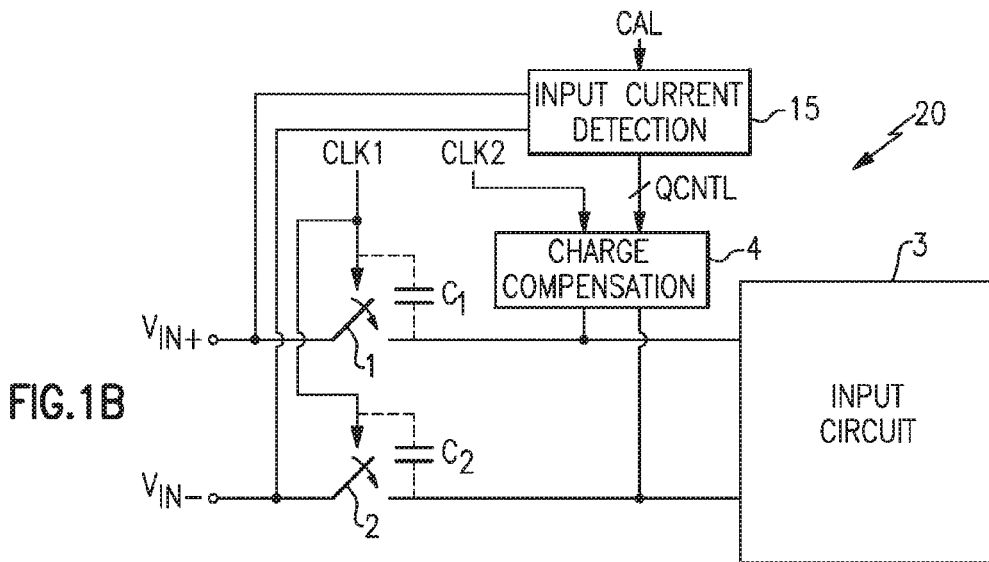 CAL
INPUT CURRENT
DETECTION
15
20
CLK1
CLK2
QCNTL
CHARGE
COMPENSATION
4
3
C1
VIN+
1
FIG.1B
INPUT
CIRCUIT
C2
VIN-
2